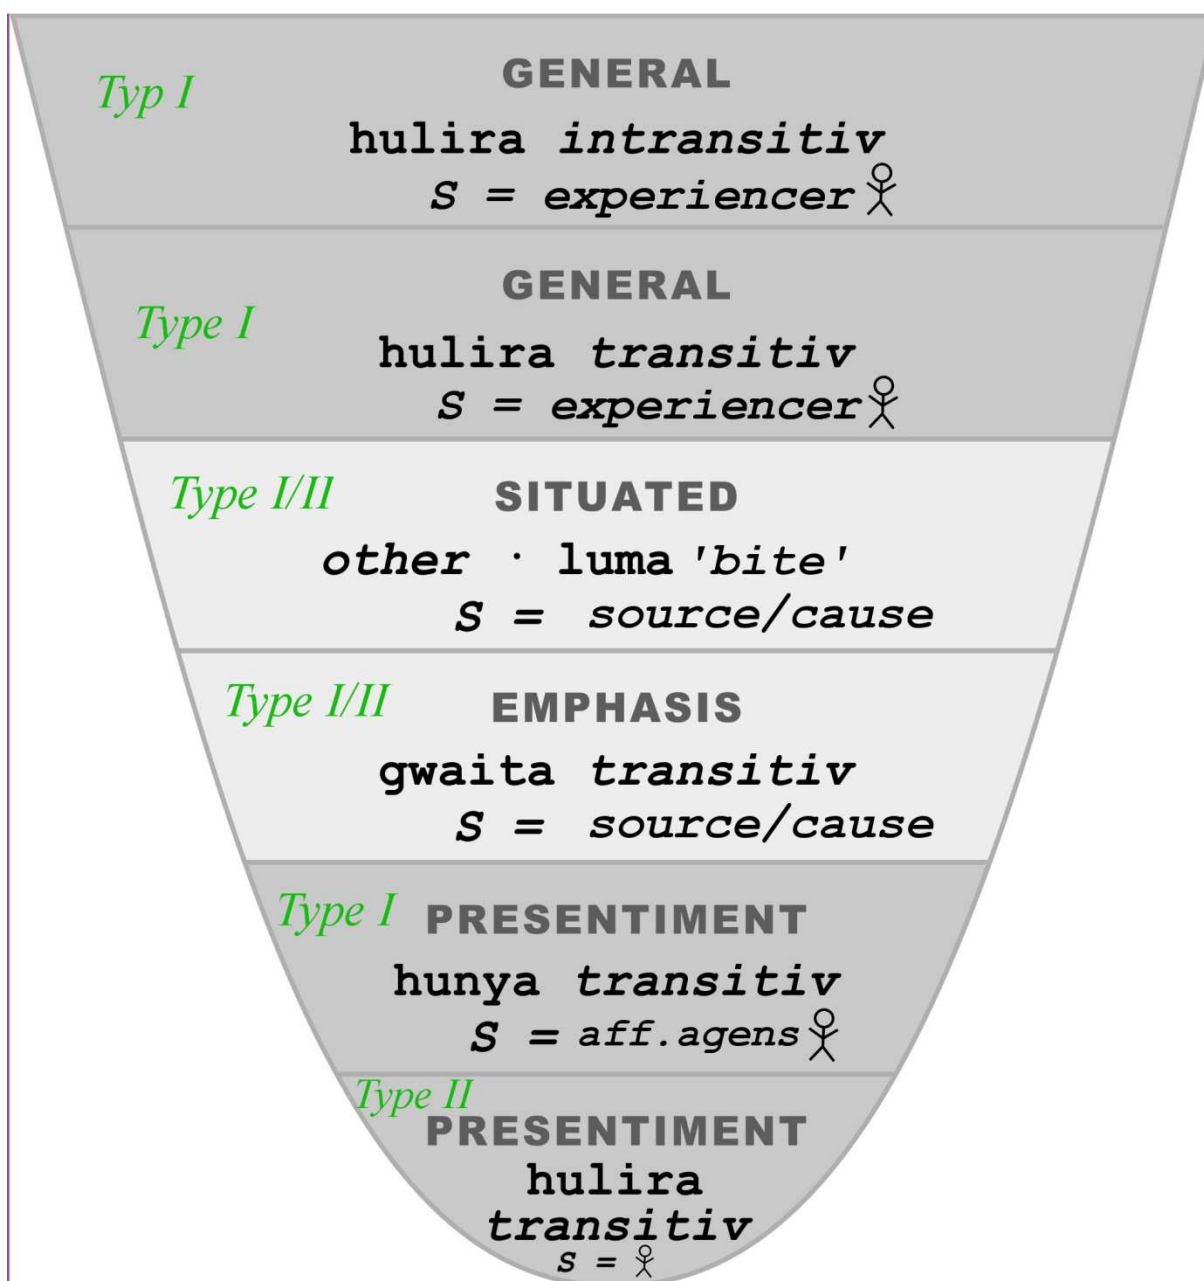 Typ I
GENERAL
hulira intransitiv
S = experiencer
Type I
GENERAL
hulira transitiv
S = experiencer
Type I/II
SITUATED
other · luma 'bite'
S = source/cause
Type I/II
EMPHASIS
gwaita transitiv
S = source/cause
Type I
PRESENTIMENT
hunya transitiv
S = aff.agens
Type II
PRESENTIMENT
hulira
transitiv
S =